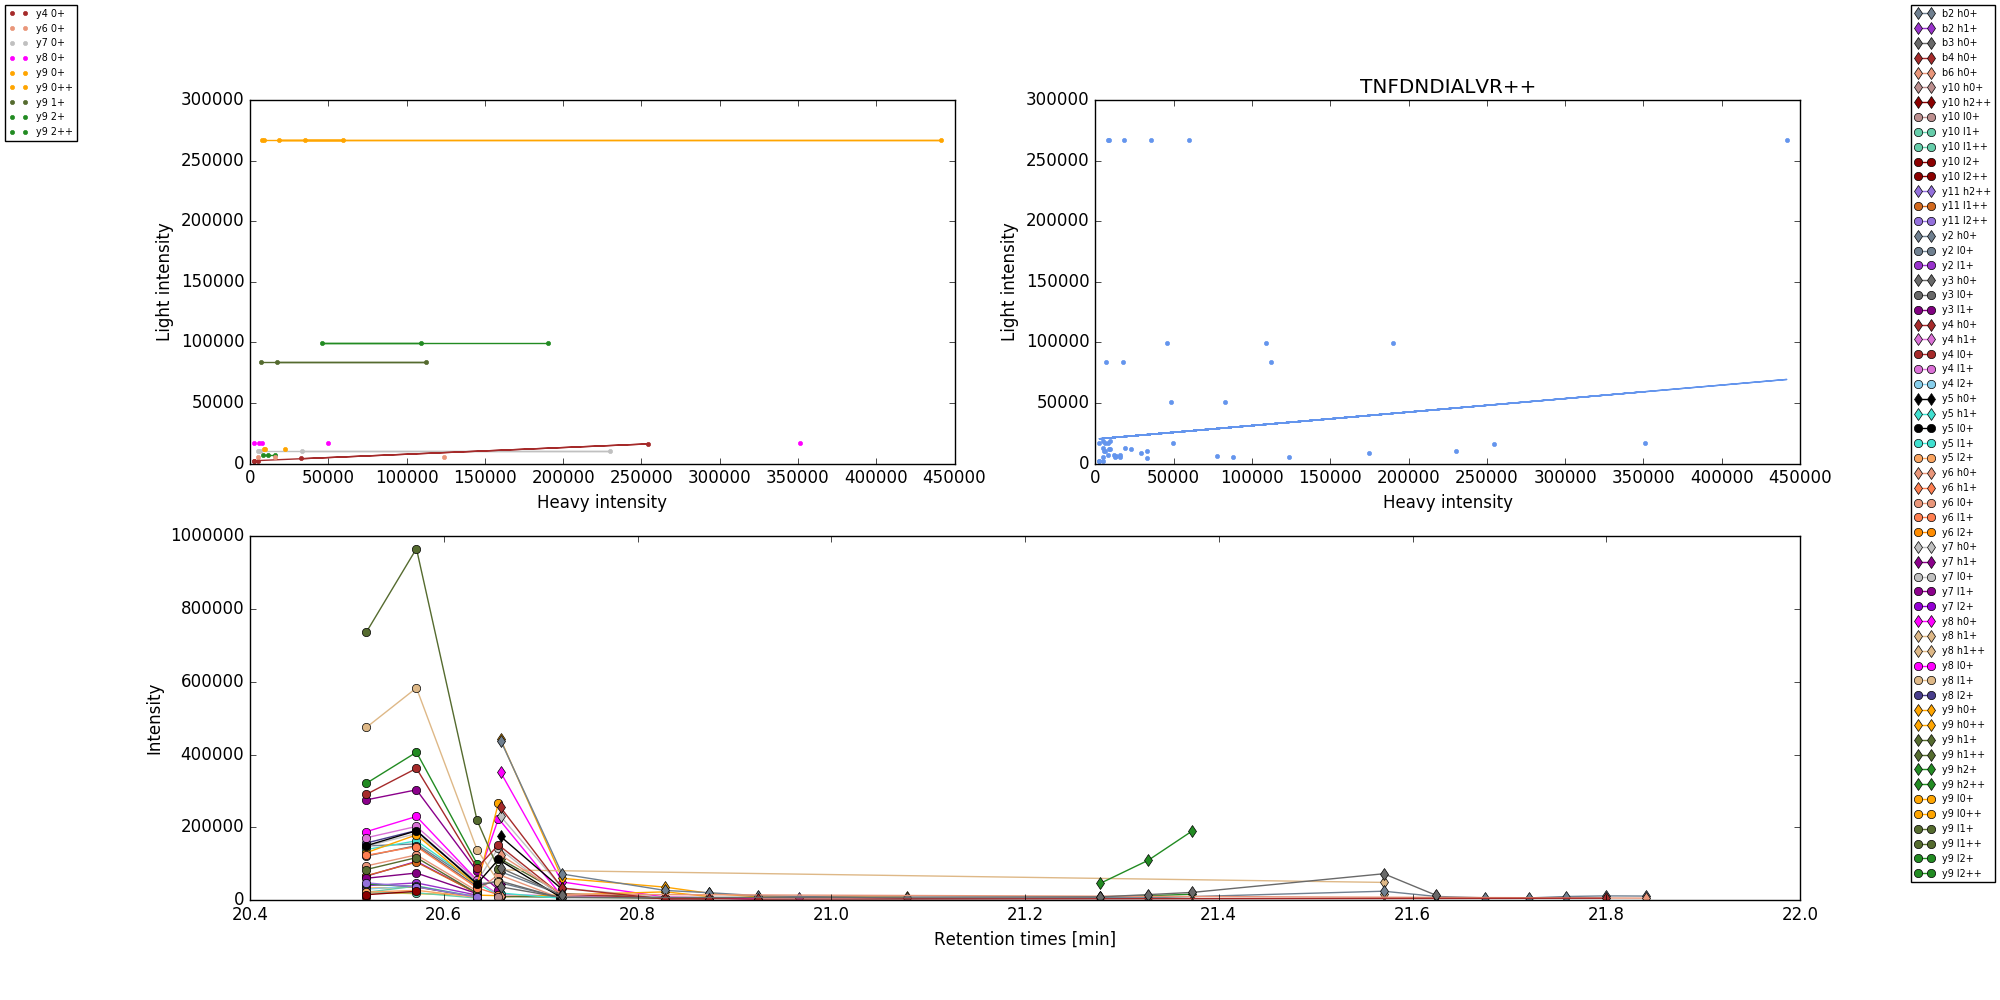 y4 0+
y6 0+
y7 0+
y8 0+
y9 0+
y9 0++
y9 1+
y9 2+
y9 2++
300000
250000
200000
150000
100000
50000
0
Light intensity
0 50000 100000 150000 200000 250000 300000 350000 400000 450000
Heavy intensity
TNFDNDIALVR++
300000
250000
200000
150000
100000
50000
0
Light intensity
0 50000 100000 150000 200000 250000 300000 350000 400000 450000
Heavy intensity
1000000
800000
600000
400000
200000
0
Intensity
20.4 20.6 20.8 21.0 21.2 21.4 21.6 21.8 22.0
Retention times [min]
b2 h0+
b2 h1+
b3 h0+
b4 h0+
b6 h0+
y10 h0+
y10 h2++
y10 l0+
y10 l1+
y10 l1++
y10 l2+
y10 l2++
y11 h2++
y11 l1++
y11 l2++
y2 h0+
y2 l0+
y2 l1+
y3 h0+
y3 l0+
y3 l1+
y4 h0+
y4 h1+
y4 l0+
y4 l1+
y4 l2+
y5 h0+
y5 h1+
y5 l0+
y5 l1+
y5 l2+
y6 h0+
y6 h1+
y6 l0+
y6 l1+
y6 l2+
y7 h0+
y7 h1+
y7 l0+
y7 l1+
y7 l2+
y8 h0+
y8 h1+
y8 h1++
y8 l0+
y8 l1+
y8 l2+
y9 h0+
y9 h0++
y9 h1+
y9 h1++
y9 h2+
y9 h2++
y9 l0+
y9 l0++
y9 l1+
y9 l1++
y9 l2+
y9 l2++